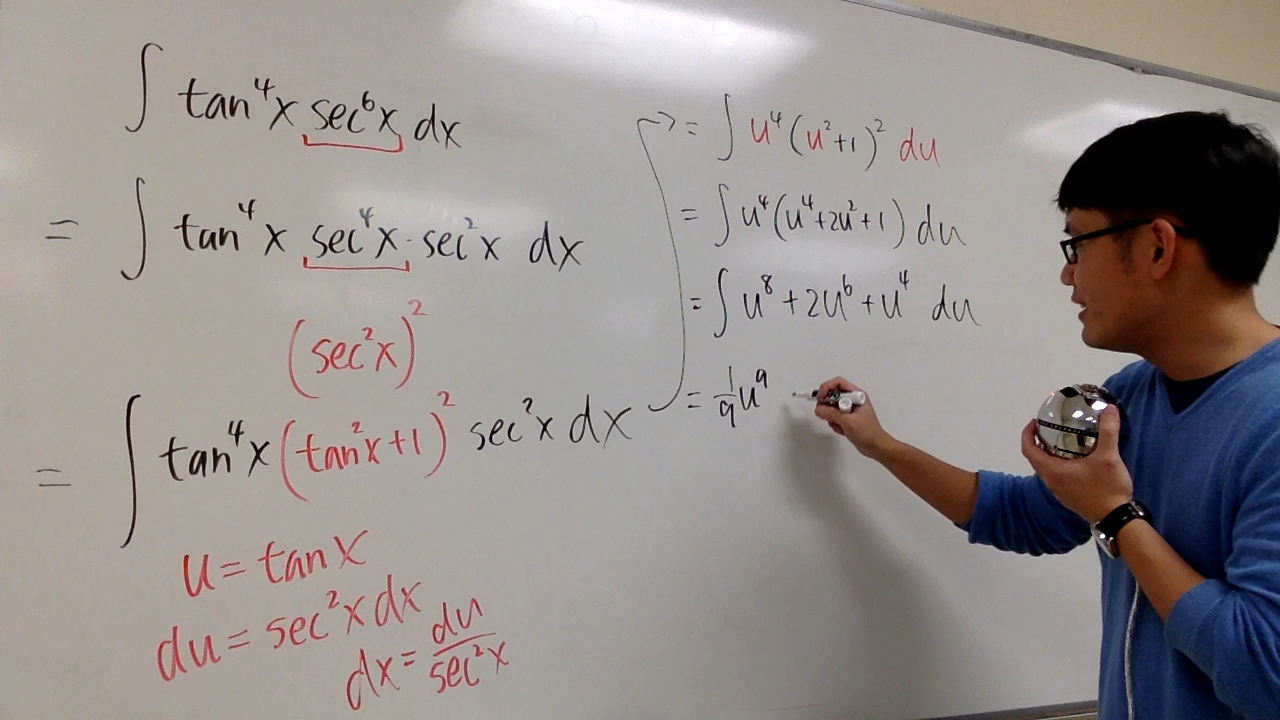 ∫ tan⁴x sec⁶x dx
= ∫ tan⁴x sec⁴x · sec²x dx
(sec²x)²
= ∫ tan⁴x (tan²x+1)² sec²x dx
u = tanx
du = sec²x dx
dx = du/sec²x
→ = ∫ u⁴(u²+1)² du
= ∫ u⁴(u⁴+2u²+1) du
= ∫ u⁸ + 2u⁶ + u⁴ du
= 1/9 u⁹